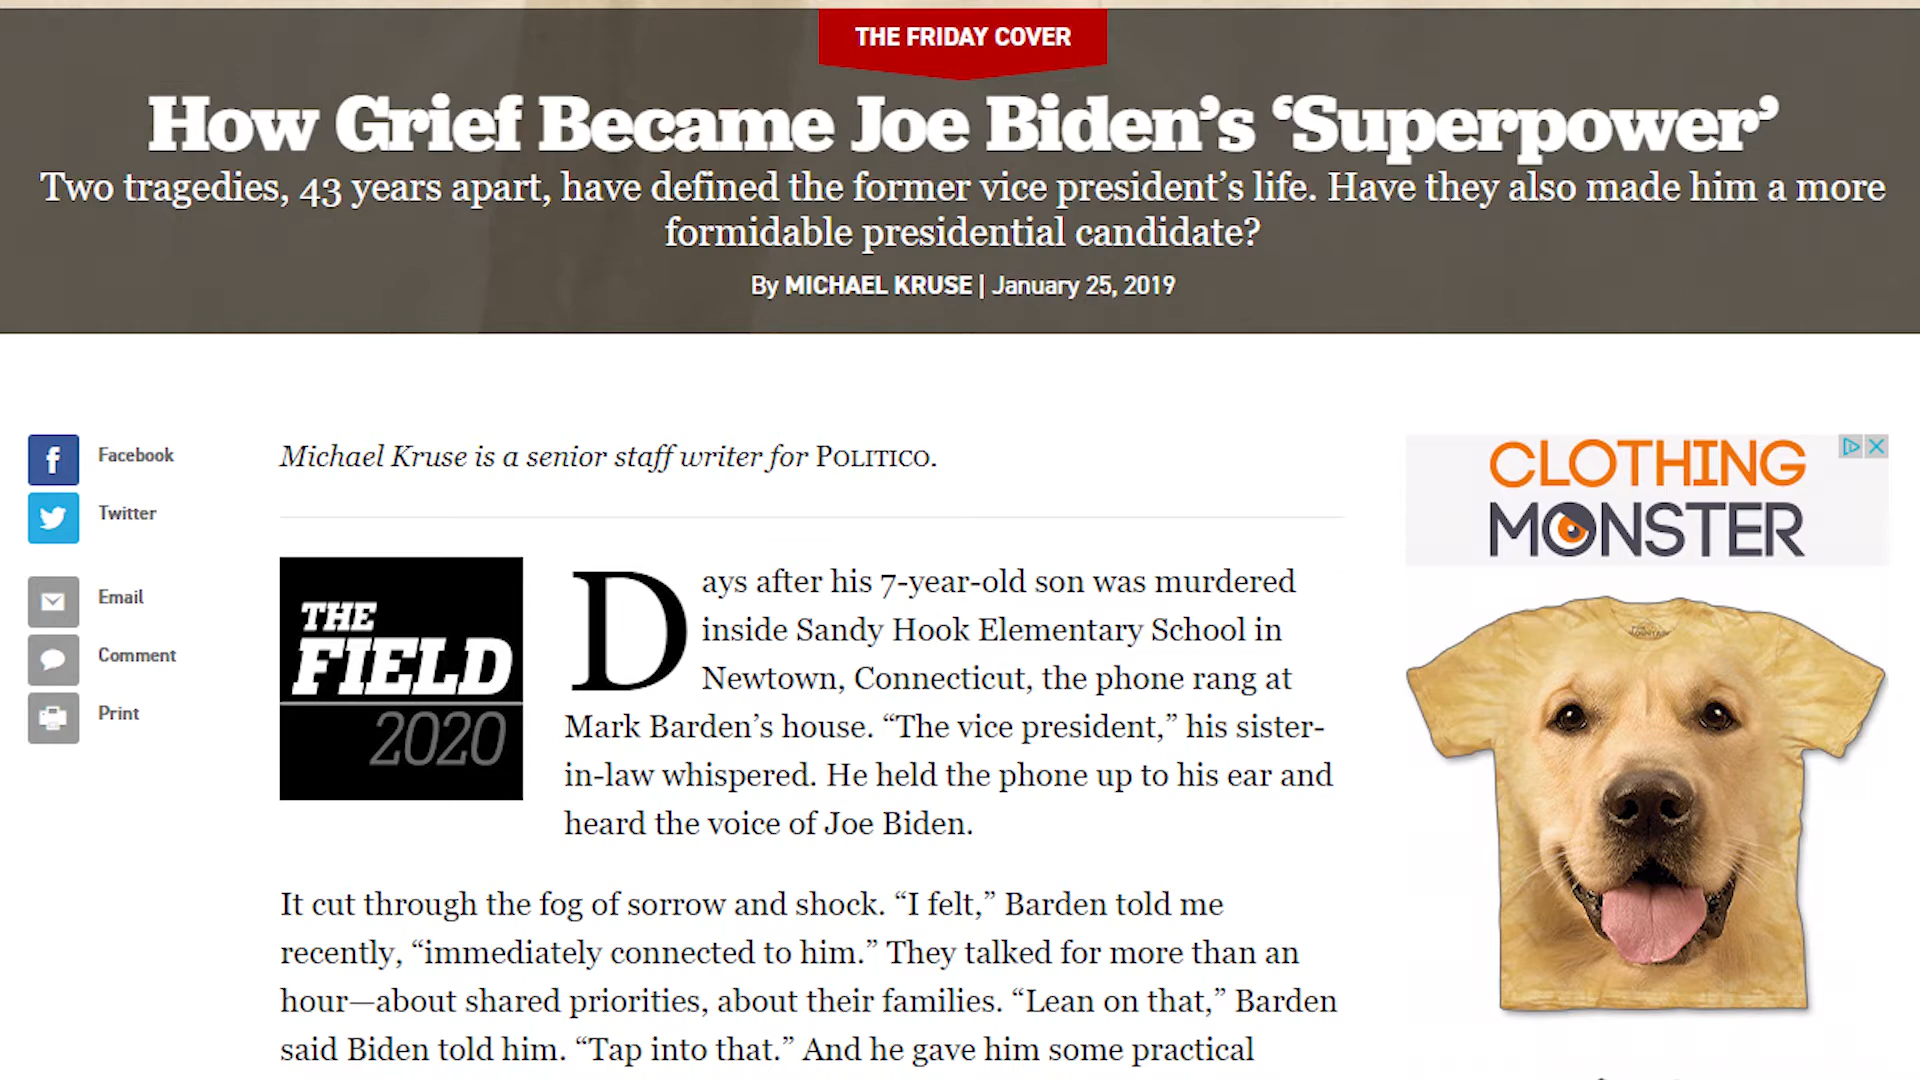 THE FRIDAY COVER
How Grief Became Joe Biden’s ‘Superpower’
Two tragedies, 43 years apart, have defined the former vice president’s life. Have they also made him a more
formidable presidential candidate?
By MICHAEL KRUSE | January 25, 2019
Facebook
Twitter
Email
Comment
Print
Michael Kruse is a senior staff writer for POLITICO.
THE
FIELD
2020
Days after his 7-year-old son was murdered
inside Sandy Hook Elementary School in
Newtown, Connecticut, the phone rang at
Mark Barden’s house. “The vice president,” his sister-
in-law whispered. He held the phone up to his ear and
heard the voice of Joe Biden.
It cut through the fog of sorrow and shock. “I felt,” Barden told me
recently, “immediately connected to him.” They talked for more than an
hour—about shared priorities, about their families. “Lean on that,” Barden
said Biden told him. “Tap into that.” And he gave him some practical
CLOTHING
MONSTER